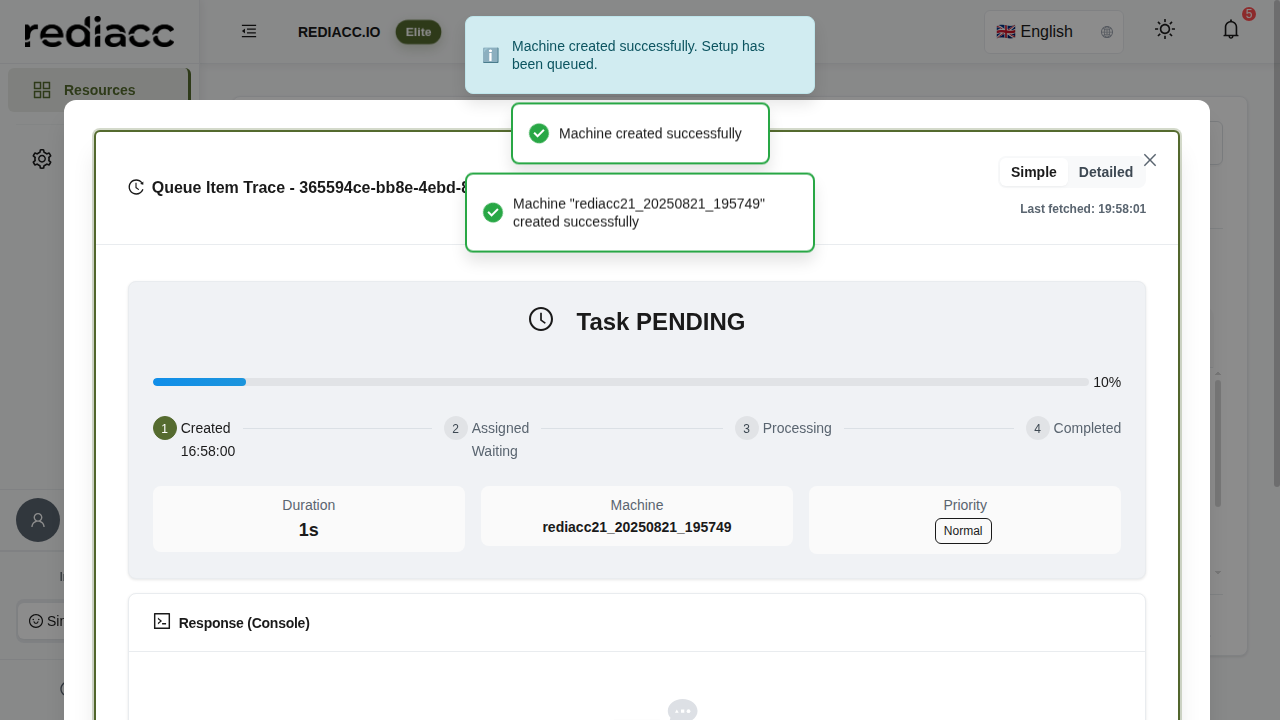 rediacc
REDIACC.IO
Elite
Machine created successfully. Setup has
been queued.
English
5
Resources
Machine created successfully
Queue Item Trace - 365594ce-bb8e-4ebd-
Simple
Detailed
Machine "rediacc21_20250821_195749"
created successfully
Last fetched: 19:58:01
Task PENDING
10%
1 Created
16:58:00
2 Assigned
Waiting
3 Processing
4 Completed
Duration
1s
Machine
rediacc21_20250821_195749
Priority
Normal
Response (Console)